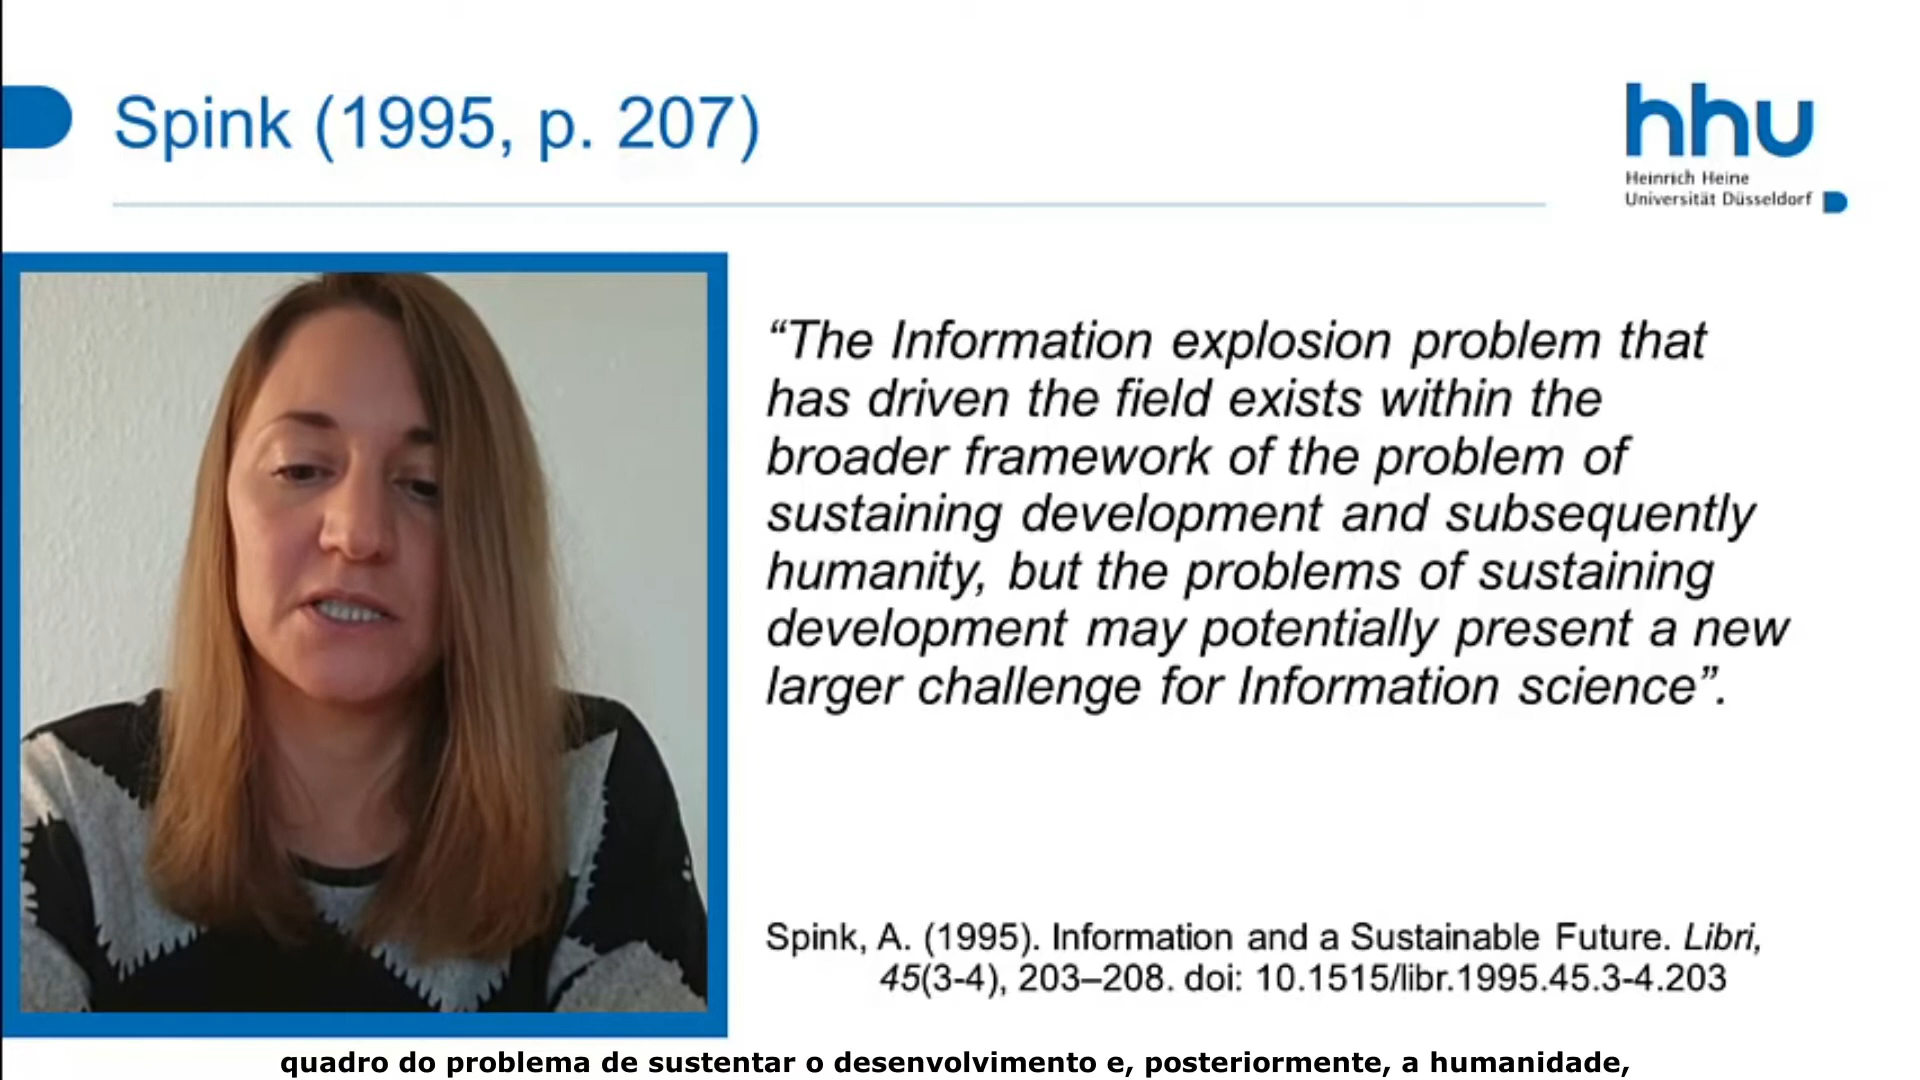 Spink (1995, p. 207)
hhu
Heinrich Heine
Universität Düsseldorf
“The Information explosion problem that
has driven the field exists within the
broader framework of the problem of
sustaining development and subsequently
humanity, but the problems of sustaining
development may potentially present a new
larger challenge for Information science”.
Spink, A. (1995). Information and a Sustainable Future. Libri,
45(3-4), 203–208. doi: 10.1515/libr.1995.45.3-4.203
quadro do problema de sustentar o desenvolvimento e, posteriormente, a humanidade,